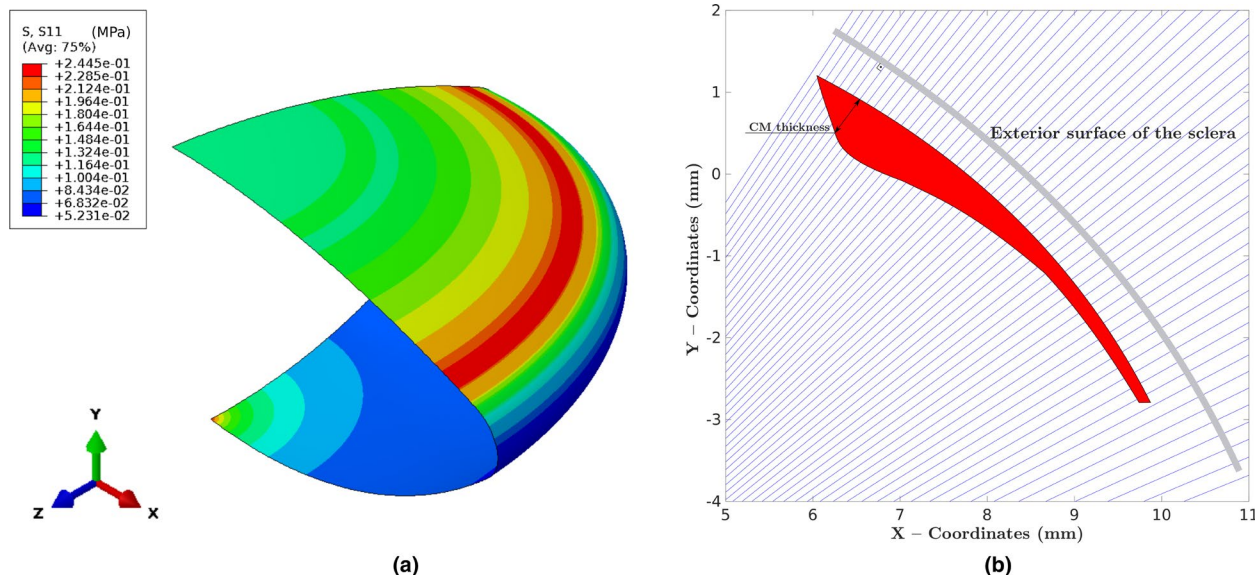 S, S11 (MPa)
(Avg: 75%)
+2.445e-01
+2.285e-01
+2.124e-01
+1.964e-01
+1.804e-01
+1.644e-01
+1.484e-01
+1.324e-01
+1.164e-01
+1.004e-01
+8.434e-02
+6.832e-02
+5.231e-02
Y
Z
X
(a)
2
1
0
-1
-2
-3
-4
Y – Coordinates (mm)
CM thickness
Exterior surface of the sclera
5
6
7
8
9
10
11
X – Coordinates (mm)
(b)